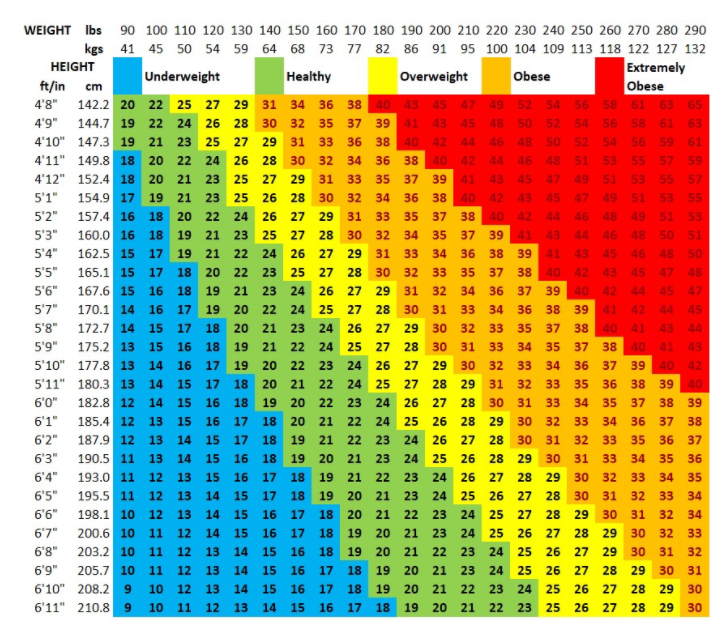 WEIGHT lbs 90 100 110 120 130 140 150 160 170 180 190 200 210 220 230 240 250 260 270 280 290
kgs 41 45 50 54 59 64 68 73 77 82 86 91 95 100 104 109 113 118 122 127 132
HEIGHT Underweight Healthy Overweight Obese Extremely
ft/in cm Obese
4'8" 142.2 20 22 25 27 29 31 34 36 38 40 43 45 47 49 52 54 56 58 61 63 65
4'9" 144.7 19 22 24 26 28 30 32 35 37 39 41 43 45 48 50 52 54 56 58 61 63
4'10" 147.3 19 21 23 25 27 29 31 33 36 38 40 42 44 46 48 50 52 54 56 59 61
4'11" 149.8 18 20 22 24 26 28 30 32 34 36 38 40 42 44 46 48 51 53 55 57 59
4'12" 152.4 18 20 21 23 25 27 29 31 33 35 37 39 41 43 45 47 49 51 53 55 57
5'1" 154.9 17 19 21 23 25 26 28 30 32 34 36 38 40 42 43 45 47 49 51 53 55
5'2" 157.4 16 18 20 22 24 26 27 29 31 33 35 37 38 40 42 44 46 48 49 51 53
5'3" 160.0 16 18 19 21 23 25 27 28 30 32 34 35 37 39 41 43 44 46 48 50 51
5'4" 162.5 15 17 19 21 22 24 26 27 29 31 33 34 36 38 39 41 43 45 46 48 50
5'5" 165.1 15 17 18 20 22 23 25 27 28 30 32 33 35 37 38 40 42 43 45 47 48
5'6" 167.6 15 16 18 19 21 23 24 26 27 29 31 32 34 36 37 39 40 42 44 45 47
5'7" 170.1 14 16 17 19 20 22 24 25 27 28 30 31 33 34 36 38 39 41 42 44 45
5'8" 172.7 14 15 17 18 20 21 23 24 26 27 29 30 32 33 35 37 38 40 41 43 44
5'9" 175.2 13 15 16 18 19 21 22 24 25 27 28 30 31 33 34 35 37 38 40 41 43
5'10" 177.8 13 14 16 17 19 20 22 23 24 26 27 29 30 32 33 34 36 37 39 40 42
5'11" 180.3 13 14 15 17 18 20 21 22 24 25 27 28 29 31 32 33 35 36 38 39 40
6'0" 182.8 12 14 15 16 18 19 20 22 23 24 26 27 28 30 31 33 34 35 37 38 39
6'1" 185.4 12 13 15 16 17 18 20 21 22 24 25 26 28 29 30 32 33 34 36 37 38
6'2" 187.9 12 13 14 15 17 18 19 21 22 23 24 26 27 28 30 31 32 33 35 36 37
6'3" 190.5 11 13 14 15 16 18 19 20 21 23 24 25 26 28 29 30 31 33 34 35 36
6'4" 193.0 11 12 13 15 16 17 18 19 21 22 23 24 26 27 28 29 30 32 33 34 35
6'5" 195.5 11 12 13 14 15 17 18 19 20 21 23 24 25 26 27 28 30 31 32 33 34
6'6" 198.1 10 12 13 14 15 16 17 18 20 21 22 23 24 25 27 28 29 30 31 32 34
6'7" 200.6 10 11 12 13 15 16 17 18 19 20 21 23 24 25 26 27 28 29 30 32 33
6'8" 203.2 10 11 12 13 14 15 16 18 19 20 21 22 23 24 25 26 27 29 30 31 32
6'9" 205.7 10 11 12 13 14 15 16 17 18 19 20 21 23 24 25 26 27 28 29 30 31
6'10" 208.2 9 10 12 13 14 15 16 17 18 19 20 21 22 23 24 25 26 27 28 29 30
6'11" 210.8 9 10 11 12 13 14 15 16 17 18 19 20 21 22 23 25 26 27 28 29 30